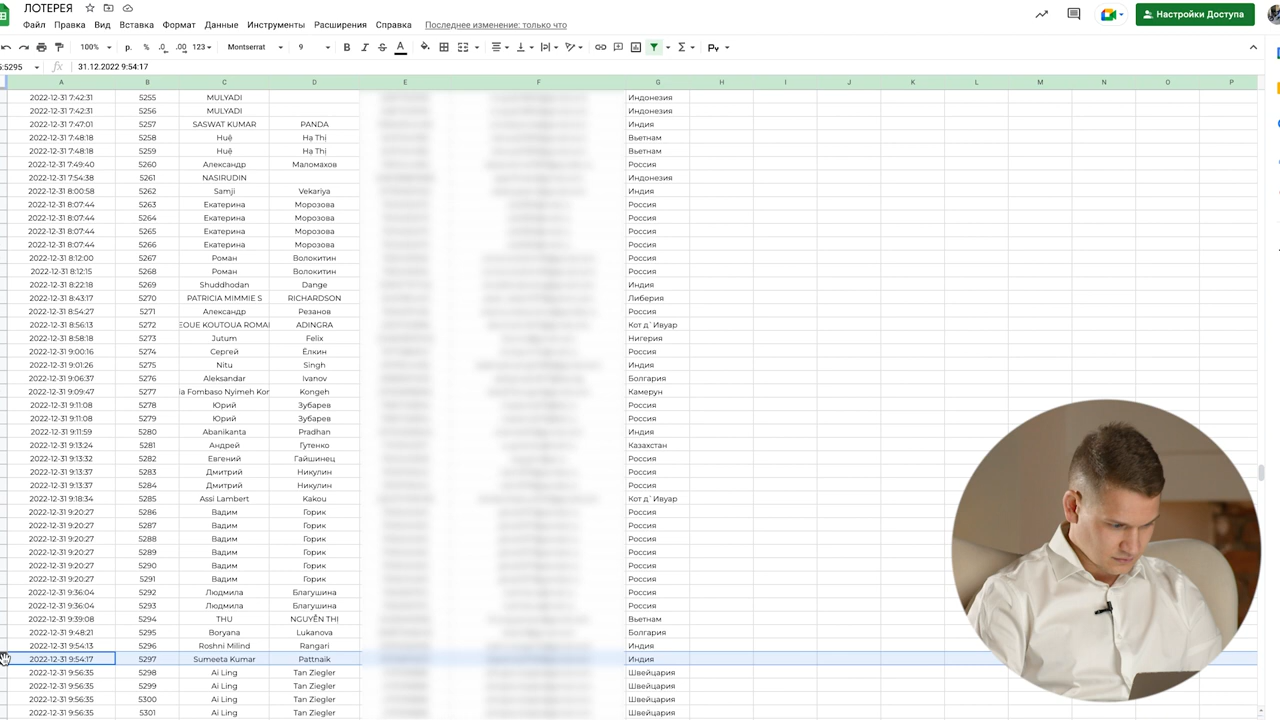 ЛОТЕРЕЯ
Файл Правка Вид Вставка Формат Данные Инструменты Расширения Справка Последнее изменение: только что
Настройки Доступа
100% р. % .0 .00 123 Montserrat 9 B I S A
:5295 fx 31.12.2022 9:54:17
A B C D E F G H I J K L M N O P
2022-12-31 7:42:31 5255 MULYADI Индонезия
2022-12-31 7:42:31 5256 MULYADI Индонезия
2022-12-31 7:47:01 5257 SASWAT KUMAR PANDA Индия
2022-12-31 7:48:18 5258 Huệ Hạ Thị Вьетнам
2022-12-31 7:48:18 5259 Huệ Hạ Thị Вьетнам
2022-12-31 7:49:40 5260 Александр Маломахов Россия
2022-12-31 7:54:38 5261 NASIRUDIN Индонезия
2022-12-31 8:00:58 5262 Samji Vekariya Индия
2022-12-31 8:07:44 5263 Екатерина Морозова Россия
2022-12-31 8:07:44 5264 Екатерина Морозова Россия
2022-12-31 8:07:44 5265 Екатерина Морозова Россия
2022-12-31 8:07:44 5266 Екатерина Морозова Россия
2022-12-31 8:12:00 5267 Роман Волокитин Россия
2022-12-31 8:12:15 5268 Роман Волокитин Россия
2022-12-31 8:22:18 5269 Shuddhodan Dange Индия
2022-12-31 8:43:17 5270 PATRICIA MIMMIE S RICHARDSON Либерия
2022-12-31 8:54:27 5271 Александр Резанов Россия
2022-12-31 8:56:13 5272 EOUE KOUTOUA ROMAI ADINGRA Кот д`Ивуар
2022-12-31 8:58:18 5273 Jutum Felix Нигерия
2022-12-31 9:00:16 5274 Сергей Ёлкин Россия
2022-12-31 9:01:26 5275 Nitu Singh Индия
2022-12-31 9:06:37 5276 Aleksandar Ivanov Болгария
2022-12-31 9:09:47 5277 ia Fombaso Nyimeh Kor Kongeh Камерун
2022-12-31 9:11:08 5278 Юрий Зубарев Россия
2022-12-31 9:11:08 5279 Юрий Зубарев Россия
2022-12-31 9:11:59 5280 Abanikanta Pradhan Индия
2022-12-31 9:13:24 5281 Андрей Гутенко Казахстан
2022-12-31 9:13:32 5282 Евгений Гайшинец Россия
2022-12-31 9:13:37 5283 Дмитрий Никулин Россия
2022-12-31 9:13:37 5284 Дмитрий Никулин Россия
2022-12-31 9:18:34 5285 Assi Lambert Kakou Кот д`Ивуар
2022-12-31 9:20:27 5286 Вадим Горик Россия
2022-12-31 9:20:27 5287 Вадим Горик Россия
2022-12-31 9:20:27 5288 Вадим Горик Россия
2022-12-31 9:20:27 5289 Вадим Горик Россия
2022-12-31 9:20:27 5290 Вадим Горик Россия
2022-12-31 9:20:27 5291 Вадим Горик Россия
2022-12-31 9:36:04 5292 Людмила Благушина Россия
2022-12-31 9:36:04 5293 Людмила Благушина Россия
2022-12-31 9:39:08 5294 THU NGUYỄN THỊ Вьетнам
2022-12-31 9:48:21 5295 Boryana Lukanova Болгария
2022-12-31 9:54:13 5296 Roshni Milind Rangari Индия
2022-12-31 9:54:17 5297 Sumeeta Kumar Pattnaik Индия
2022-12-31 9:56:35 5298 Ai Ling Tan Ziegler Швейцария
2022-12-31 9:56:35 5299 Ai Ling Tan Ziegler Швейцария
2022-12-31 9:56:35 5300 Ai Ling Tan Ziegler Швейцария
2022-12-31 9:56:35 5301 Ai Ling Tan Ziegler Швейцария